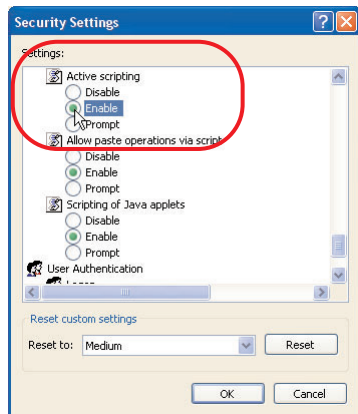 Security Settings
Settings:
Active scripting
Disable
Enable
Prompt
Allow paste operations via script
Disable
Enable
Prompt
Scripting of Java applets
Disable
Enable
Prompt
User Authentication
Reset custom settings
Reset to: Medium Reset
OK Cancel